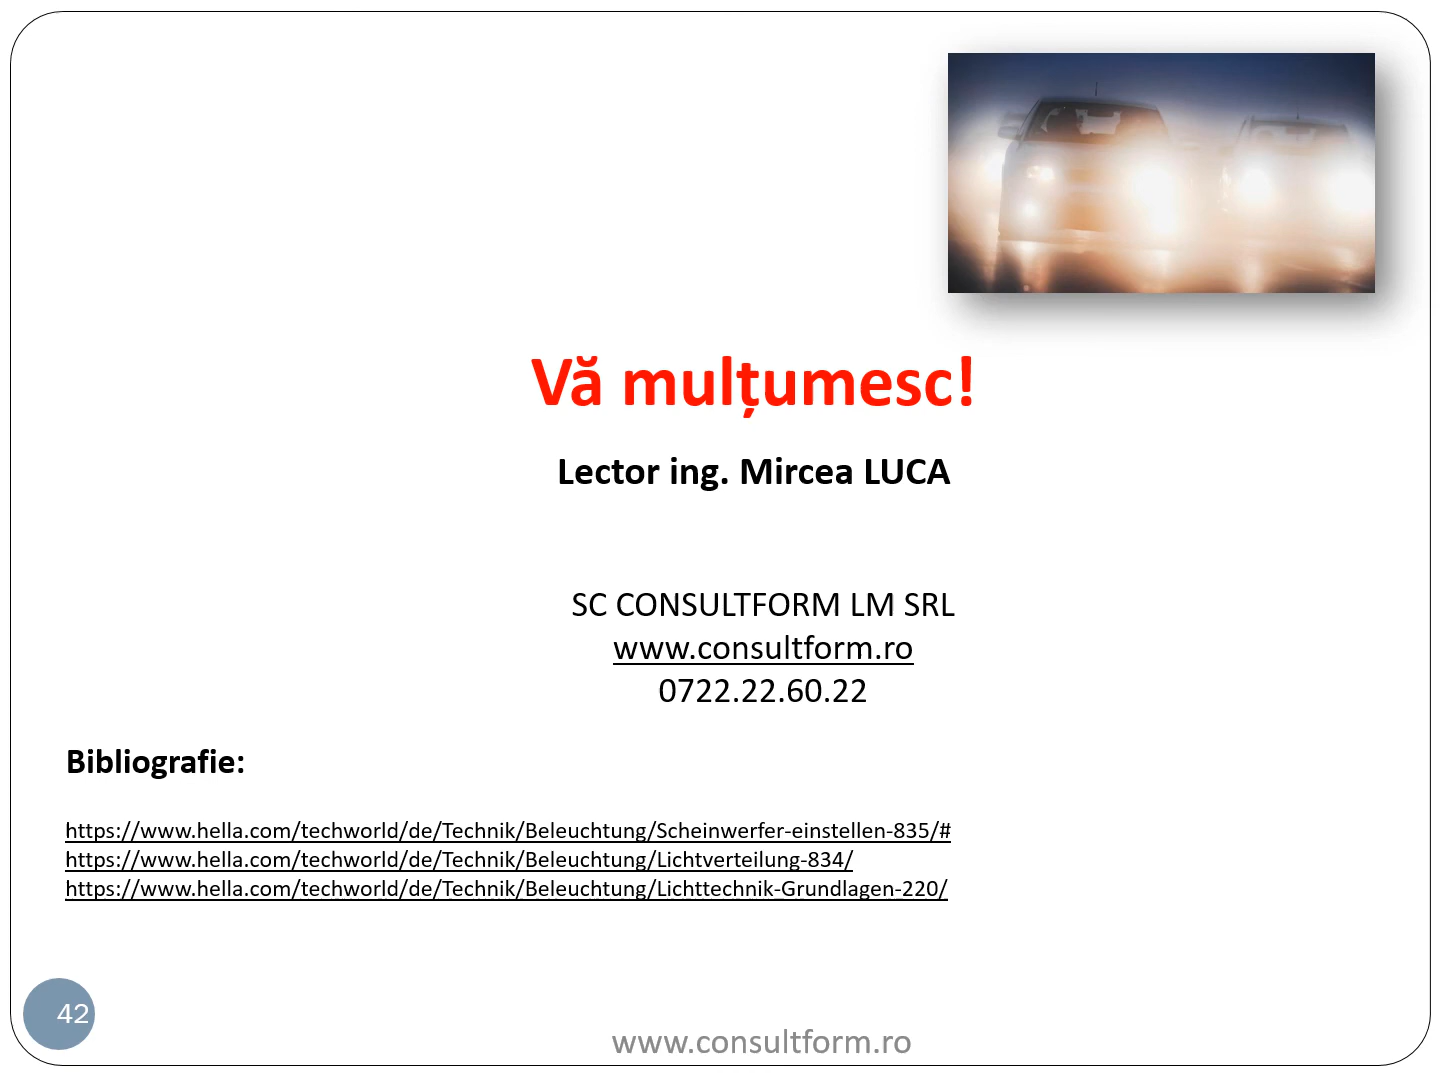 Vă mulțumesc!
Lector ing. Mircea LUCA
SC CONSULTFORM LM SRL
www.consultform.ro
0722.22.60.22
Bibliografie:
https://www.hella.com/techworld/de/Technik/Beleuchtung/Scheinwerfer-einstellen-835/#
https://www.hella.com/techworld/de/Technik/Beleuchtung/Lichtverteilung-834/
https://www.hella.com/techworld/de/Technik/Beleuchtung/Lichttechnik-Grundlagen-220/
42
www.consultform.ro